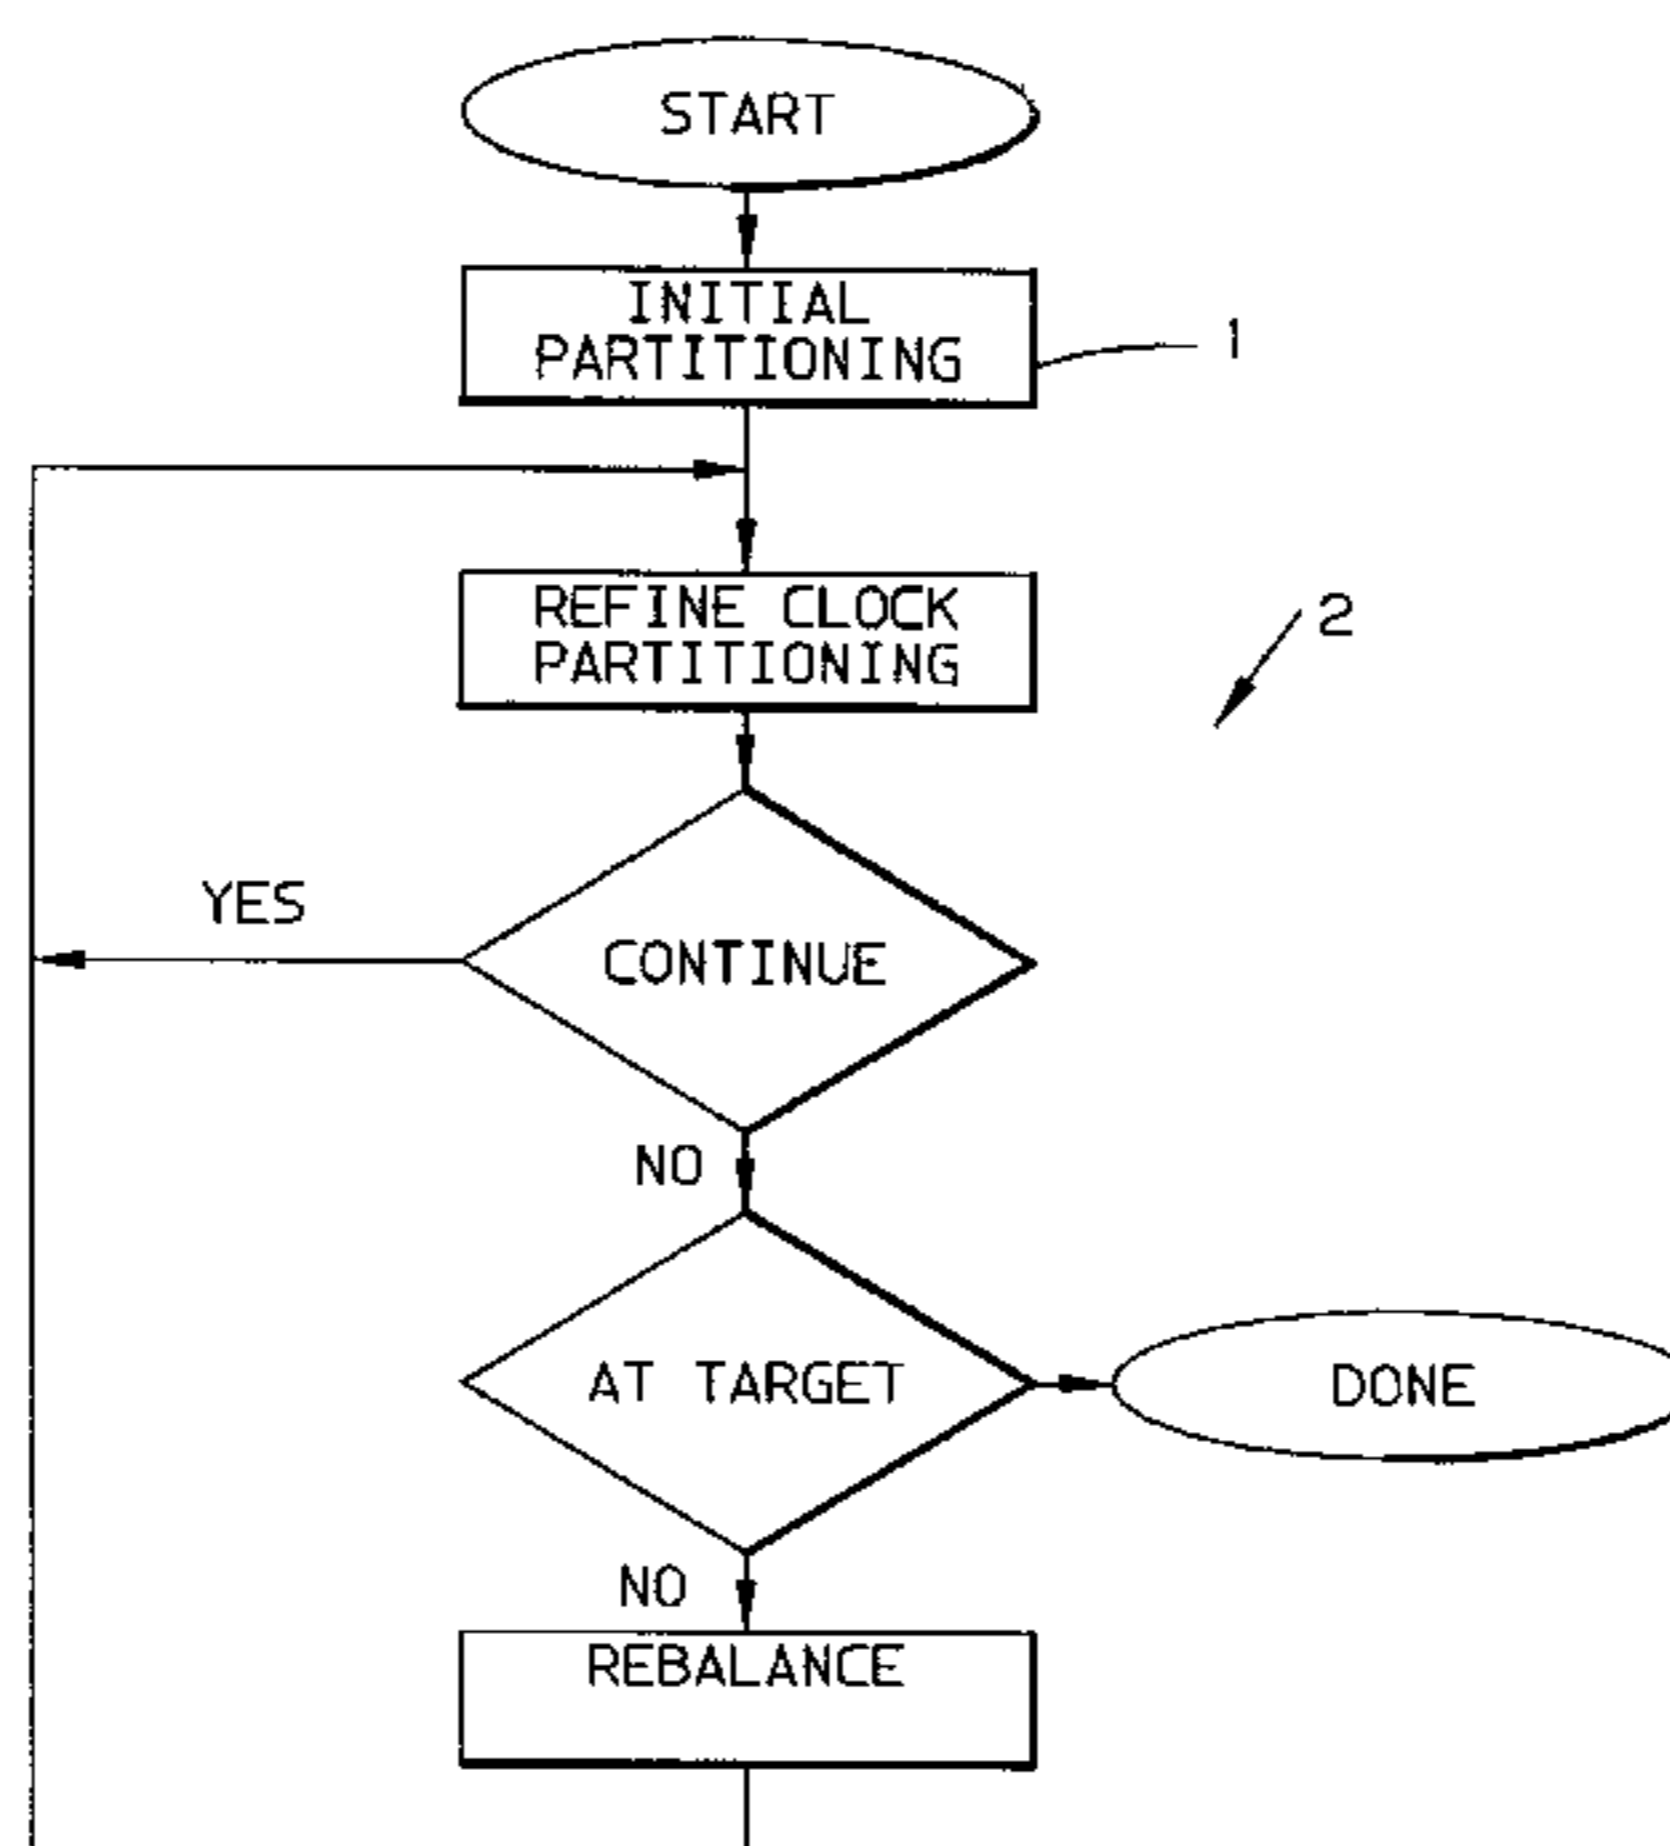 START
INITIAL
PARTITIONING
1
REFINE CLOCK
PARTITIONING
2
YES
CONTINUE
NO
AT TARGET
DONE
NO
REBALANCE